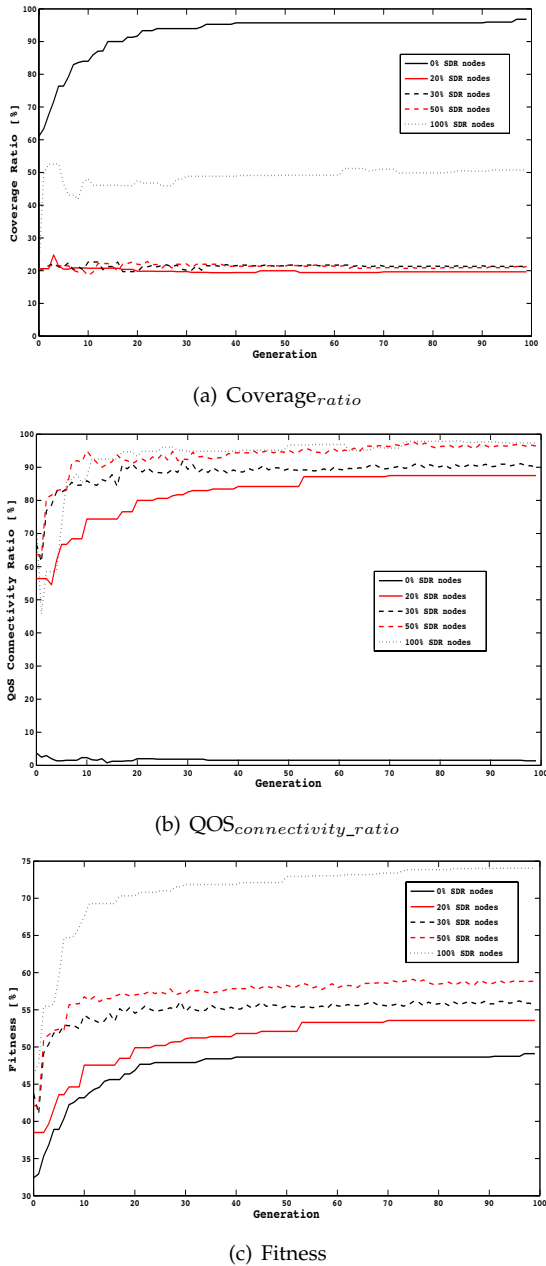 100
90
80
70
60
50
40
30
20
10
0
Coverage Ratio [%]
0% SDR nodes
20% SDR nodes
30% SDR nodes
50% SDR nodes
100% SDR nodes
0 10 20 30 40 50 60 70 80 90 100
Generation
(a) Coverage_ratio
100
90
80
70
60
50
40
30
20
10
0
QoS Connectivity Ratio [%]
0% SDR nodes
20% SDR nodes
30% SDR nodes
50% SDR nodes
100% SDR nodes
0 10 20 30 40 50 60 70 80 90 100
Generation
(b) QOS_connectivity_ratio
75
70
65
60
55
50
45
40
35
30
Fitness [%]
0% SDR nodes
20% SDR nodes
30% SDR nodes
50% SDR nodes
100% SDR nodes
0 10 20 30 40 50 60 70 80 90 100
Generation
(c) Fitness